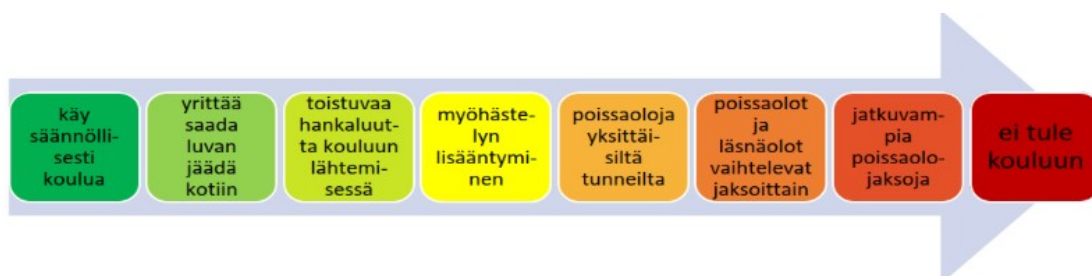 käy
säännölli-
sesti
koulua
yrittää
saada
luvan
jäädä
kotiin
toistuvaa
hankaluut-
ta kouluun
lähtemi-
sessä
myöhäste-
lyn
lisääntymi-
nen
poissaoloja
yksittäi-
siltä
tunneilta
poissaolot
ja
läsnäolot
vaihtelevat
jaksoittain
jatkuvam-
pia
poissaolo-
jaksoja
ei tule
kouluun